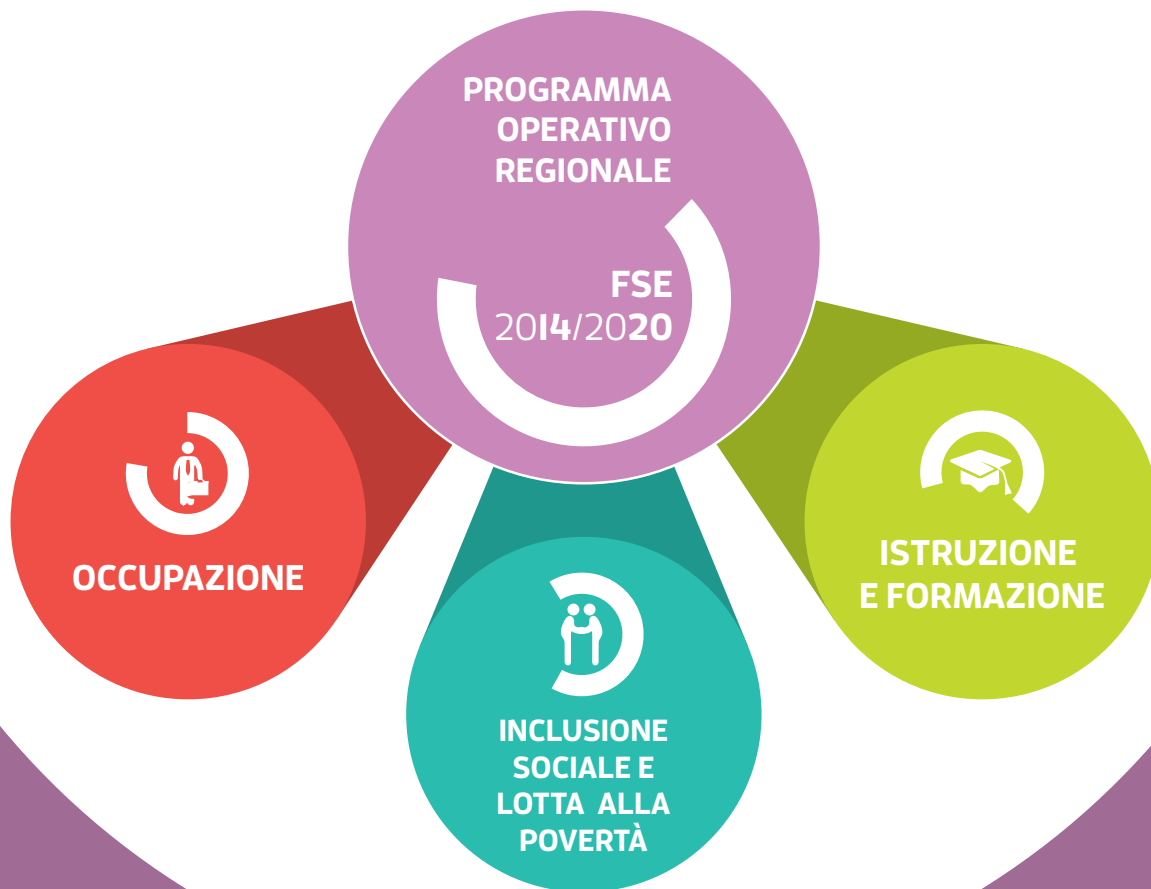 PROGRAMMA
OPERATIVO
REGIONALE
FSE
2014/2020
OCCUPAZIONE
INCLUSIONE
SOCIALE E
LOTTA ALLA
POVERTÀ
ISTRUZIONE
E FORMAZIONE